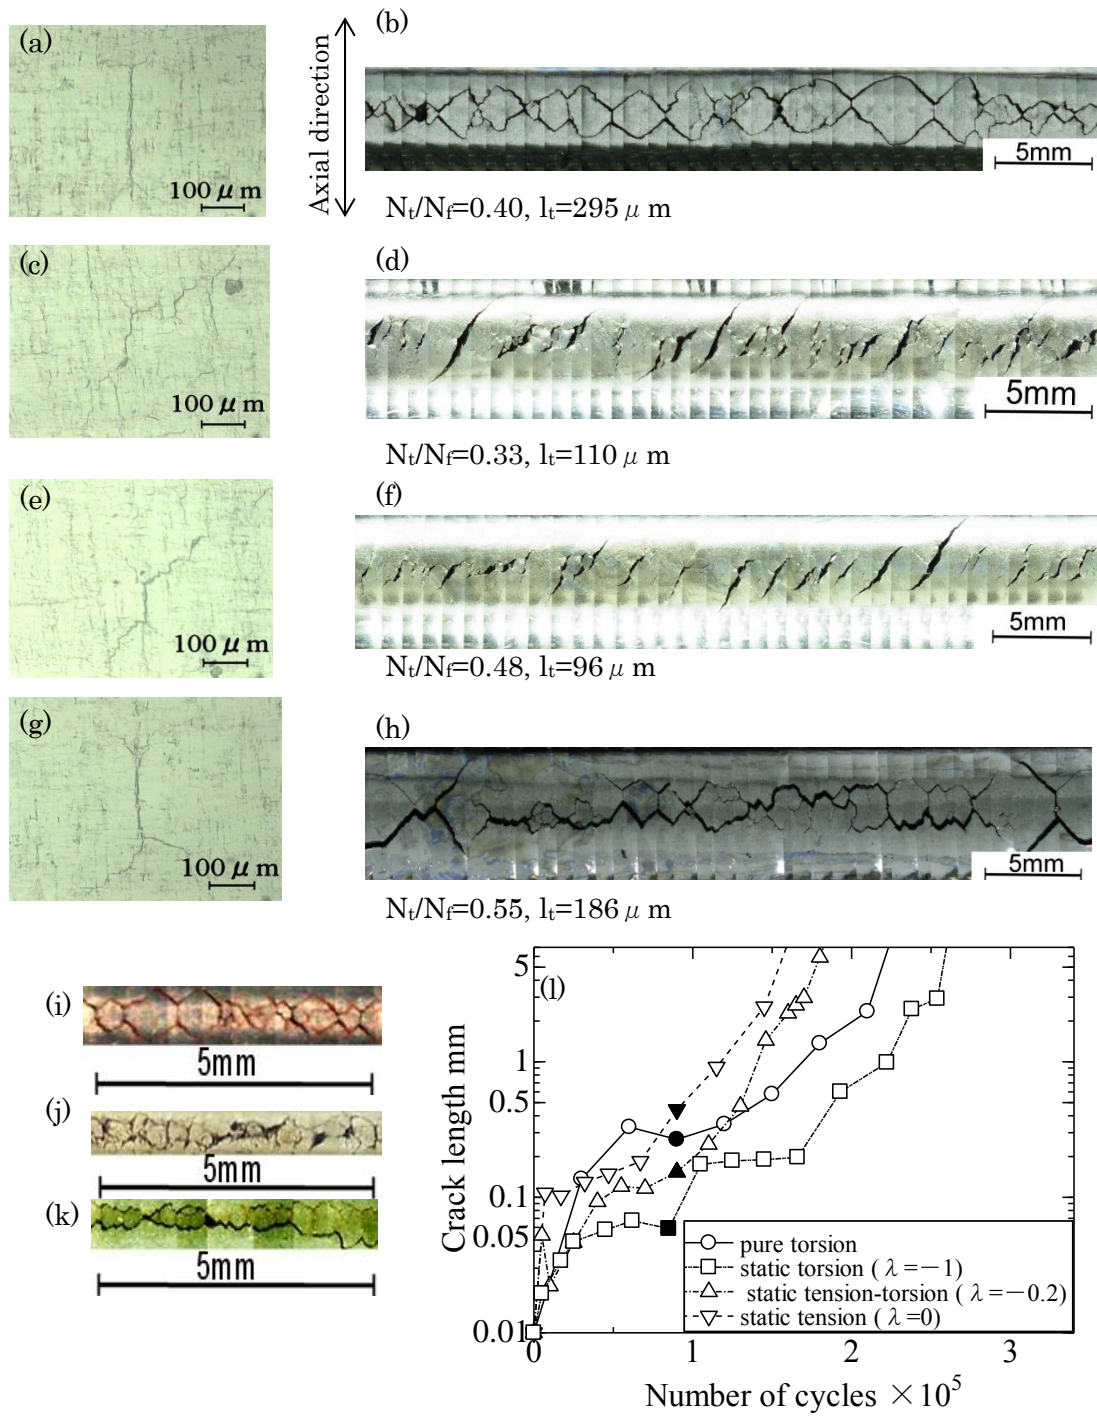 (a)
100 μ m
Axial direction
(b)
5mm
Nt/Nf=0.40, lt=295 μ m
(c)
100 μ m
(d)
5mm
Nt/Nf=0.33, lt=110 μ m
(e)
100 μ m
(f)
5mm
Nt/Nf=0.48, lt=96 μ m
(g)
100 μ m
(h)
5mm
Nt/Nf=0.55, lt=186 μ m
(i)
5mm
(j)
5mm
(k)
5mm
(l)
Crack length mm
5
1
0.5
0.1
0.05
0.01
pure torsion
static torsion ( λ =-1)
static tension-torsion ( λ =-0.2)
static tension ( λ =0)
0 1 2 3
Number of cycles ×10⁵